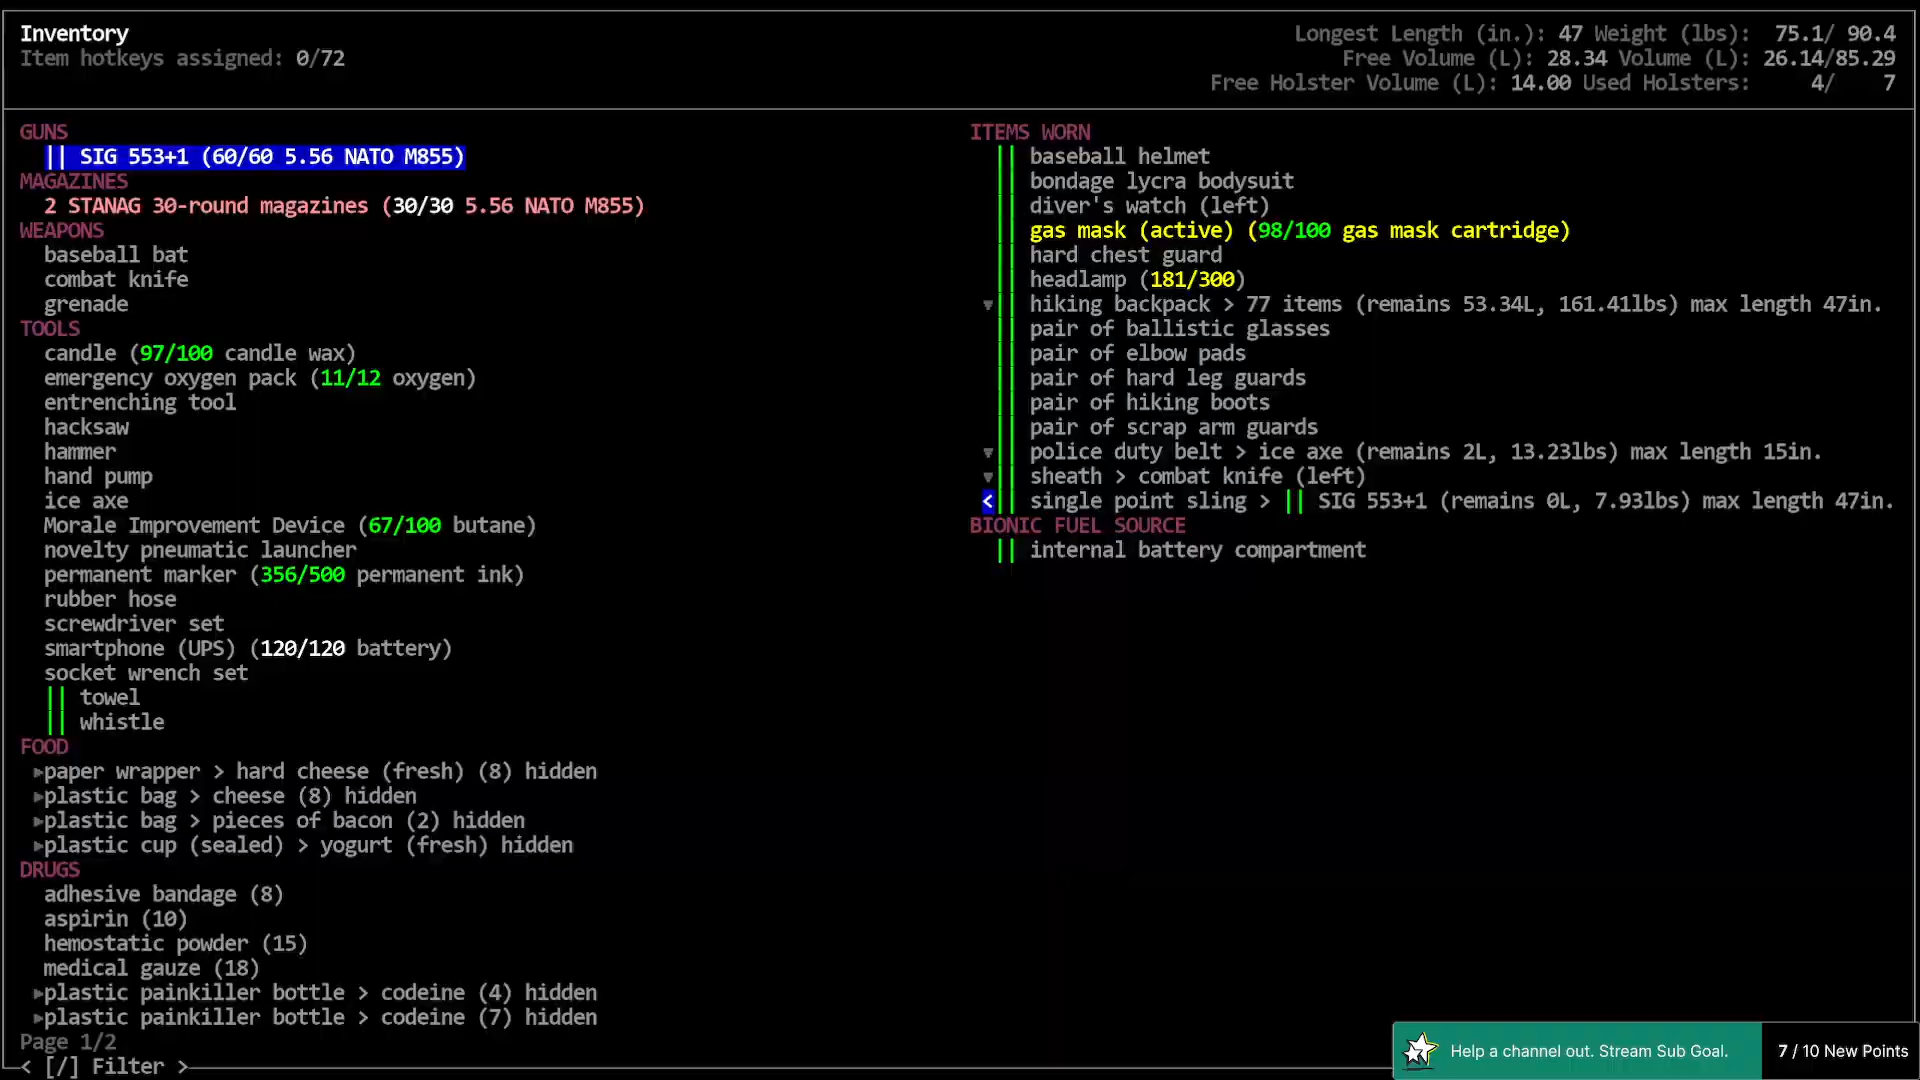 Inventory
Item hotkeys assigned: 0/72
Longest Length (in.): 47 Weight (lbs): 75.1/ 90.4
Free Volume (L): 28.34 Volume (L): 26.14/85.29
Free Holster Volume (L): 14.00 Used Holsters: 4/ 7
GUNS
|| SIG 553+1 (60/60 5.56 NATO M855)
MAGAZINES
2 STANAG 30-round magazines (30/30 5.56 NATO M855)
WEAPONS
baseball bat
combat knife
grenade
TOOLS
candle (97/100 candle wax)
emergency oxygen pack (11/12 oxygen)
entrenching tool
hacksaw
hammer
hand pump
ice axe
Morale Improvement Device (67/100 butane)
novelty pneumatic launcher
permanent marker (356/500 permanent ink)
rubber hose
screwdriver set
smartphone (UPS) (120/120 battery)
socket wrench set
|| towel
|| whistle
FOOD
▶paper wrapper > hard cheese (fresh) (8) hidden
▶plastic bag > cheese (8) hidden
▶plastic bag > pieces of bacon (2) hidden
▶plastic cup (sealed) > yogurt (fresh) hidden
DRUGS
adhesive bandage (8)
aspirin (10)
hemostatic powder (15)
medical gauze (18)
▶plastic painkiller bottle > codeine (4) hidden
▶plastic painkiller bottle > codeine (7) hidden
Page 1/2
< [/] Filter >
ITEMS WORN
|| baseball helmet
|| bondage lycra bodysuit
|| diver's watch (left)
|| gas mask (active) (98/100 gas mask cartridge)
|| hard chest guard
|| headlamp (181/300)
▼|| hiking backpack > 77 items (remains 53.34L, 161.41lbs) max length 47in.
|| pair of ballistic glasses
|| pair of elbow pads
|| pair of hard leg guards
|| pair of hiking boots
|| pair of scrap arm guards
▼|| police duty belt > ice axe (remains 2L, 13.23lbs) max length 15in.
▼|| sheath > combat knife (left)
<|| single point sling > || SIG 553+1 (remains 0L, 7.93lbs) max length 47in.
BIONIC FUEL SOURCE
|| internal battery compartment
Help a channel out. Stream Sub Goal.
7 / 10 New Points